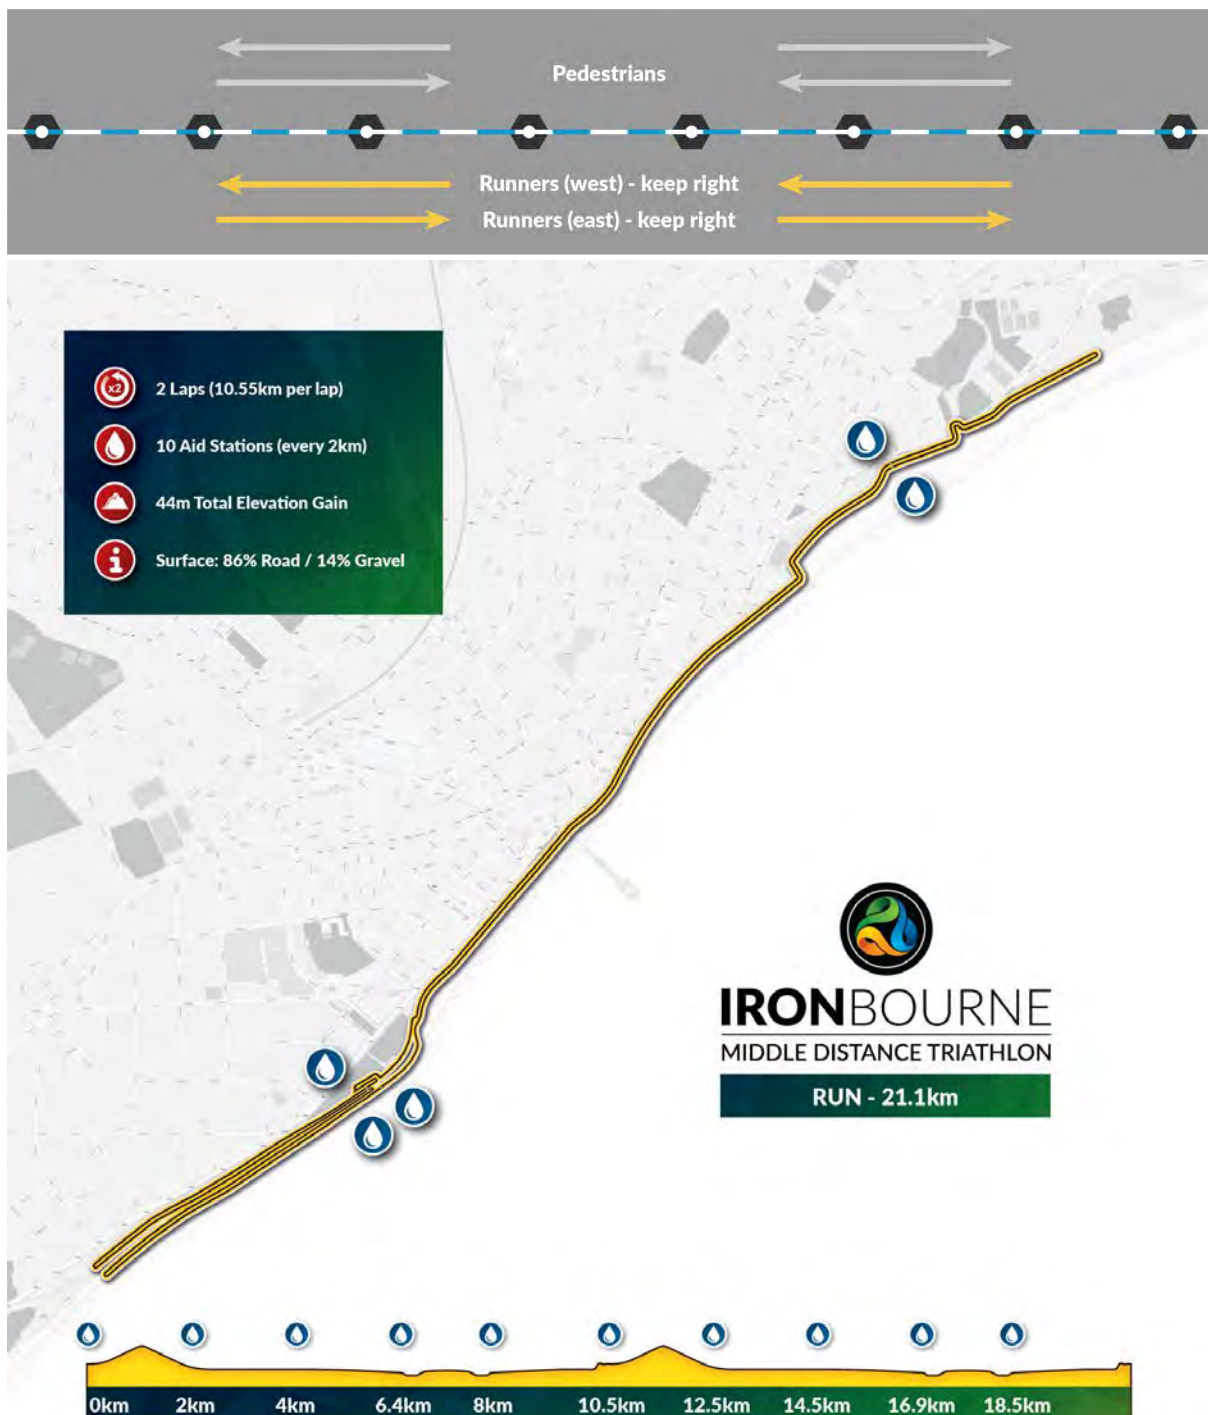 Pedestrians
Runners (west) - keep right
Runners (east) - keep right
x2
2 Laps (10.55km per lap)
10 Aid Stations (every 2km)
44m Total Elevation Gain
i
Surface: 86% Road / 14% Gravel
IRONBOURNE
MIDDLE DISTANCE TRIATHLON
RUN - 21.1km
0km 2km 4km 6.4km 8km 10.5km 12.5km 14.5km 16.9km 18.5km